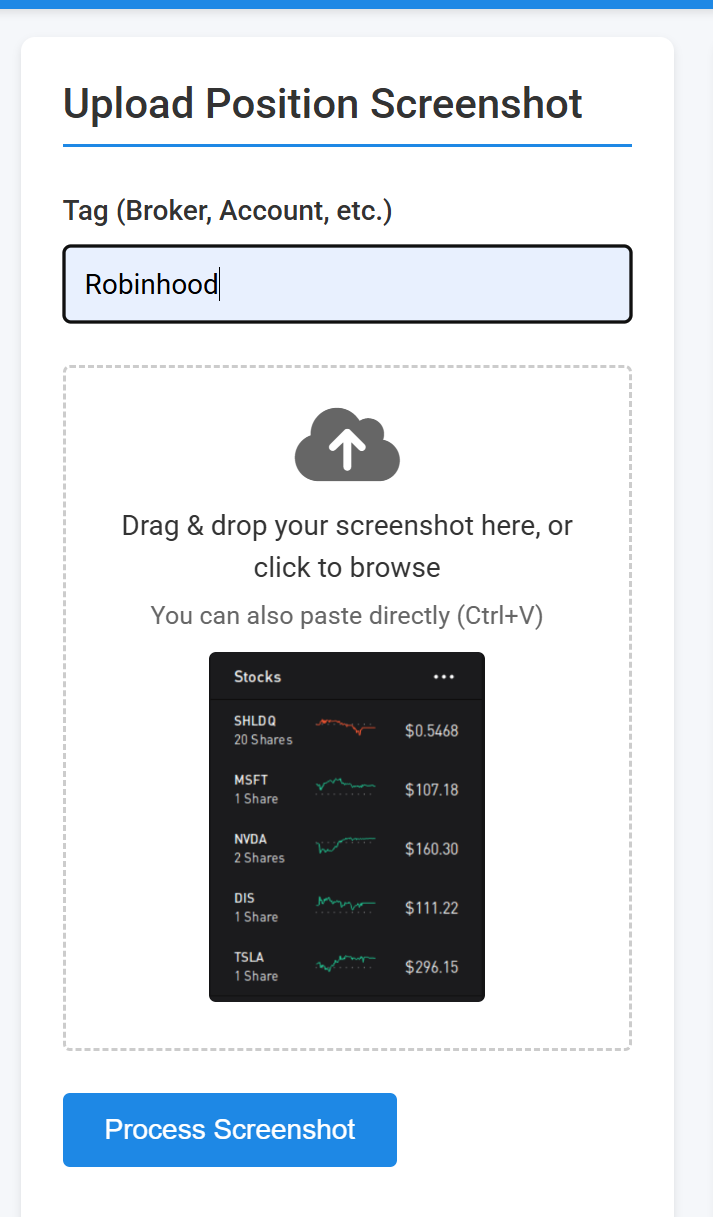 Upload Position Screenshot
Tag (Broker, Account, etc.)
Robinhood
Drag & drop your screenshot here, or
click to browse
You can also paste directly (Ctrl+V)
Stocks
SHLDQ
20 Shares
$0.5468
MSFT
1 Share
$107.18
NVDA
2 Shares
$160.30
DIS
1 Share
$111.22
TSLA
1 Share
$296.15
Process Screenshot